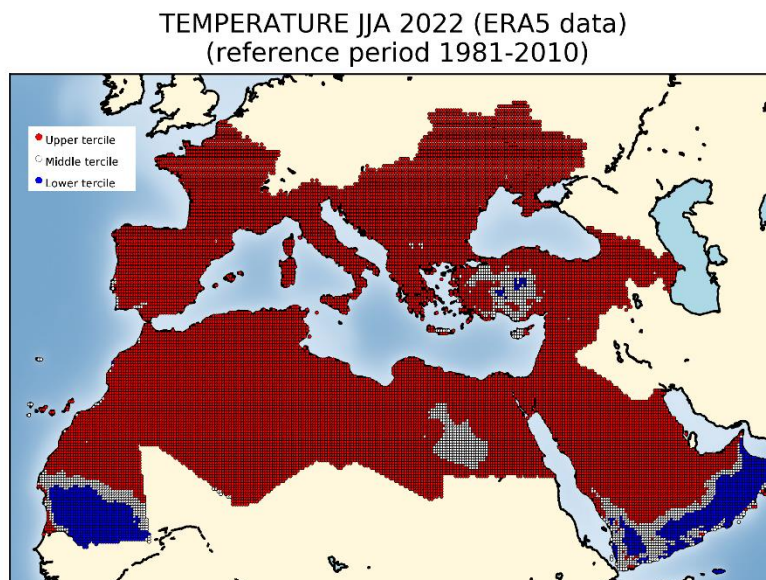 TEMPERATURE JJA 2022 (ERA5 data)
(reference period 1981-2010)
Upper tercile
Middle tercile
Lower tercile